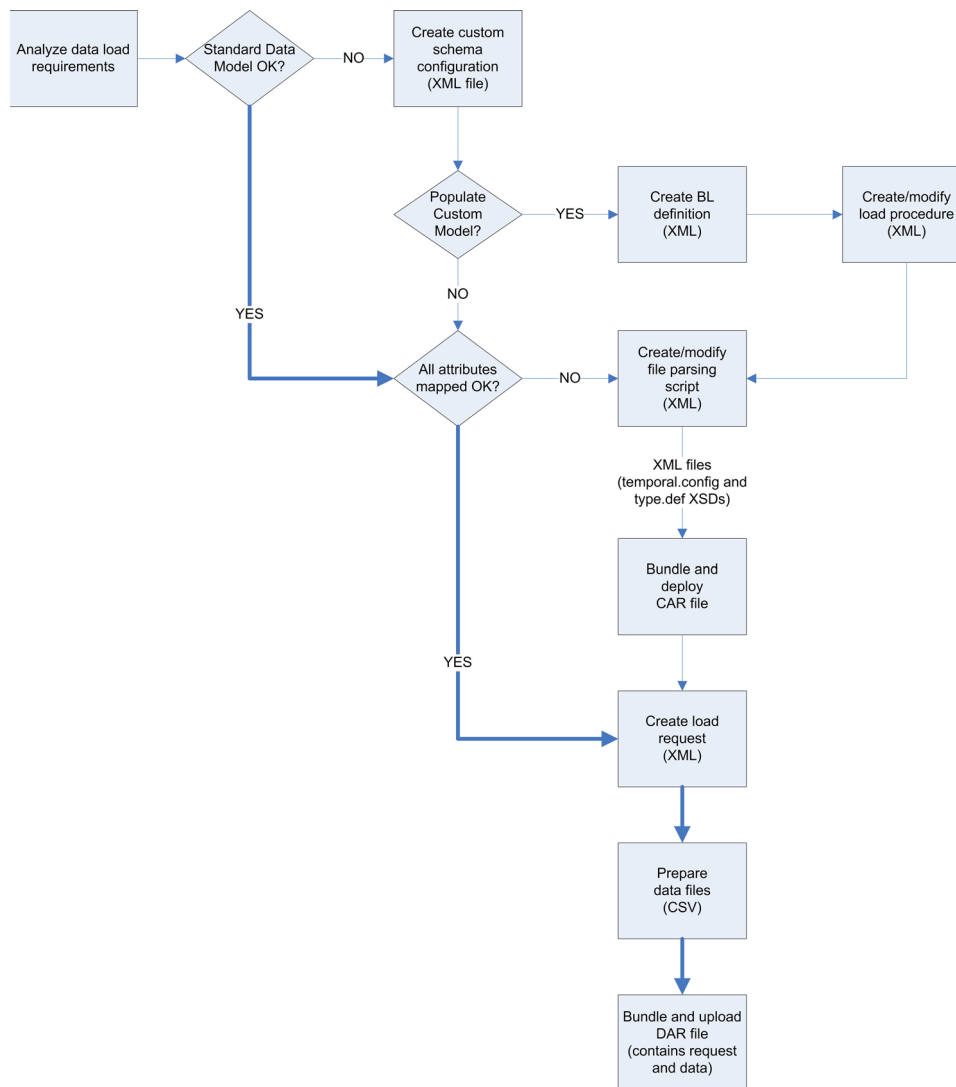 Analyze data load
requirements
Standard Data
Model OK?
NO
Create custom
schema
configuration
(XML file)
Populate
Custom
Model?
YES
Create BL
definition
(XML)
Create/modify
load procedure
(XML)
NO
YES
All attributes
mapped OK?
NO
Create/modify
file parsing
script
(XML)
XML files
(temporal.config and
type.def XSDs)
Bundle and
deploy
CAR file
YES
Create load
request
(XML)
Prepare
data files
(CSV)
Bundle and upload
DAR file
(contains request
and data)